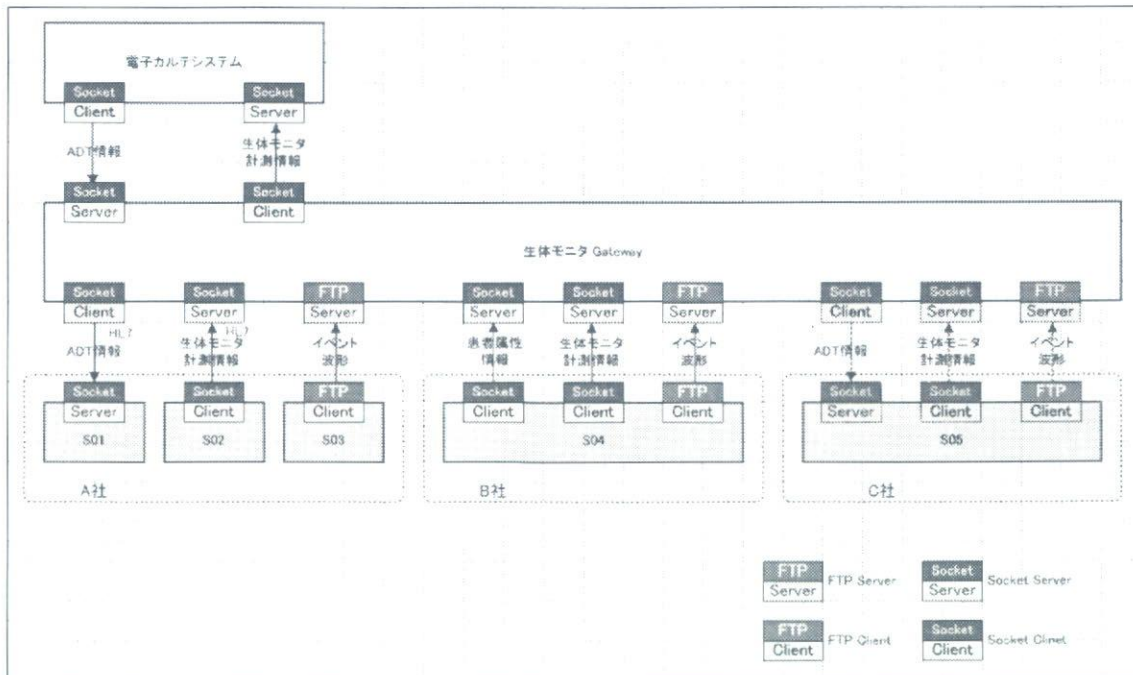 電子カルテシステム
Socket
Client
Socket
Server
ADT情報
生体モニタ
計測情報
Socket
Server
Socket
Client
生体モニタ Gateway
Socket
Client
Socket
Server
FTP
Server
Socket
Server
Socket
Server
FTP
Server
Socket
Client
Socket
Server
FTP
Server
HL7
ADT情報
HL7
生体モニタ
計測情報
イベント
波形
患者属性
情報
生体モニタ
計測情報
イベント
波形
ADT情報
生体モニタ
計測情報
イベント
波形
Socket
Server
Socket
Client
FTP
Client
Socket
Client
Socket
Client
FTP
Client
Socket
Server
Socket
Client
FTP
Client
S01
S02
S03
S04
S05
A社
B社
C社
FTP
Server
FTP Server
Socket
Server
Socket Server
FTP
Client
FTP Client
Socket
Client
Socket Clinet